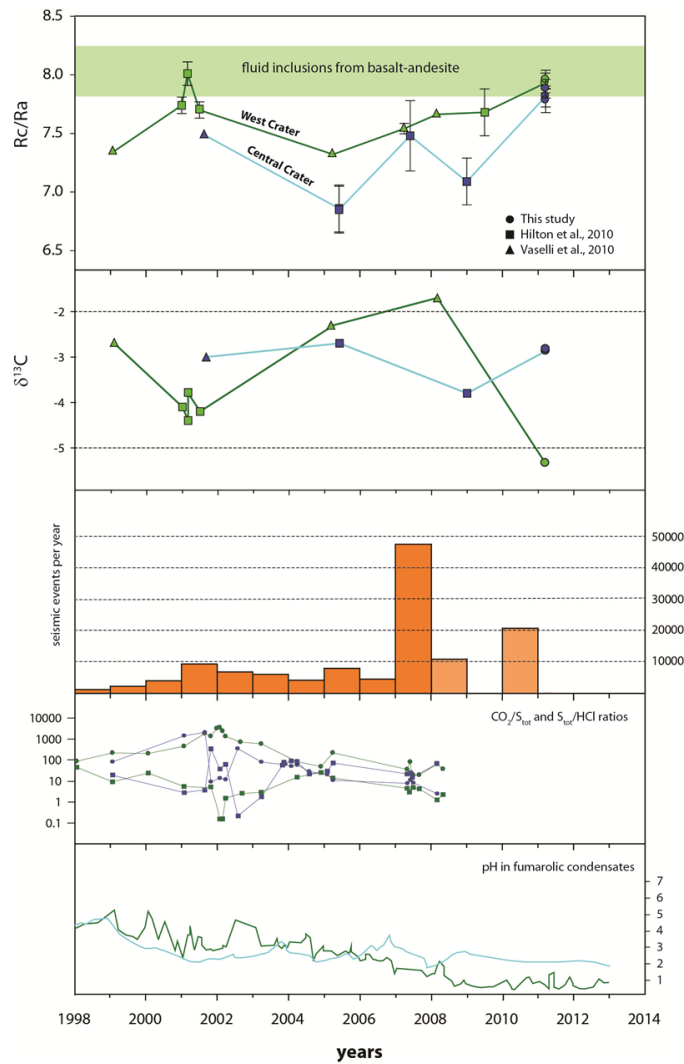 8.5
fluid inclusions from basalt-andesite
8.0
West Crater
7.5
Central Crater
Rc/Ra
7.0
This study
Hilton et al., 2010
6.5
Vaselli et al., 2010
-2
-3
δ¹³C
-4
-5
seismic events per year
50000
40000
30000
20000
10000
CO₂/Sₜₒₜ and Sₜₒₜ/HCl ratios
10000
1000
100
10
1
0.1
pH in fumarolic condensates
7
6
5
4
3
2
1
1998 2000 2002 2004 2006 2008 2010 2012 2014
years